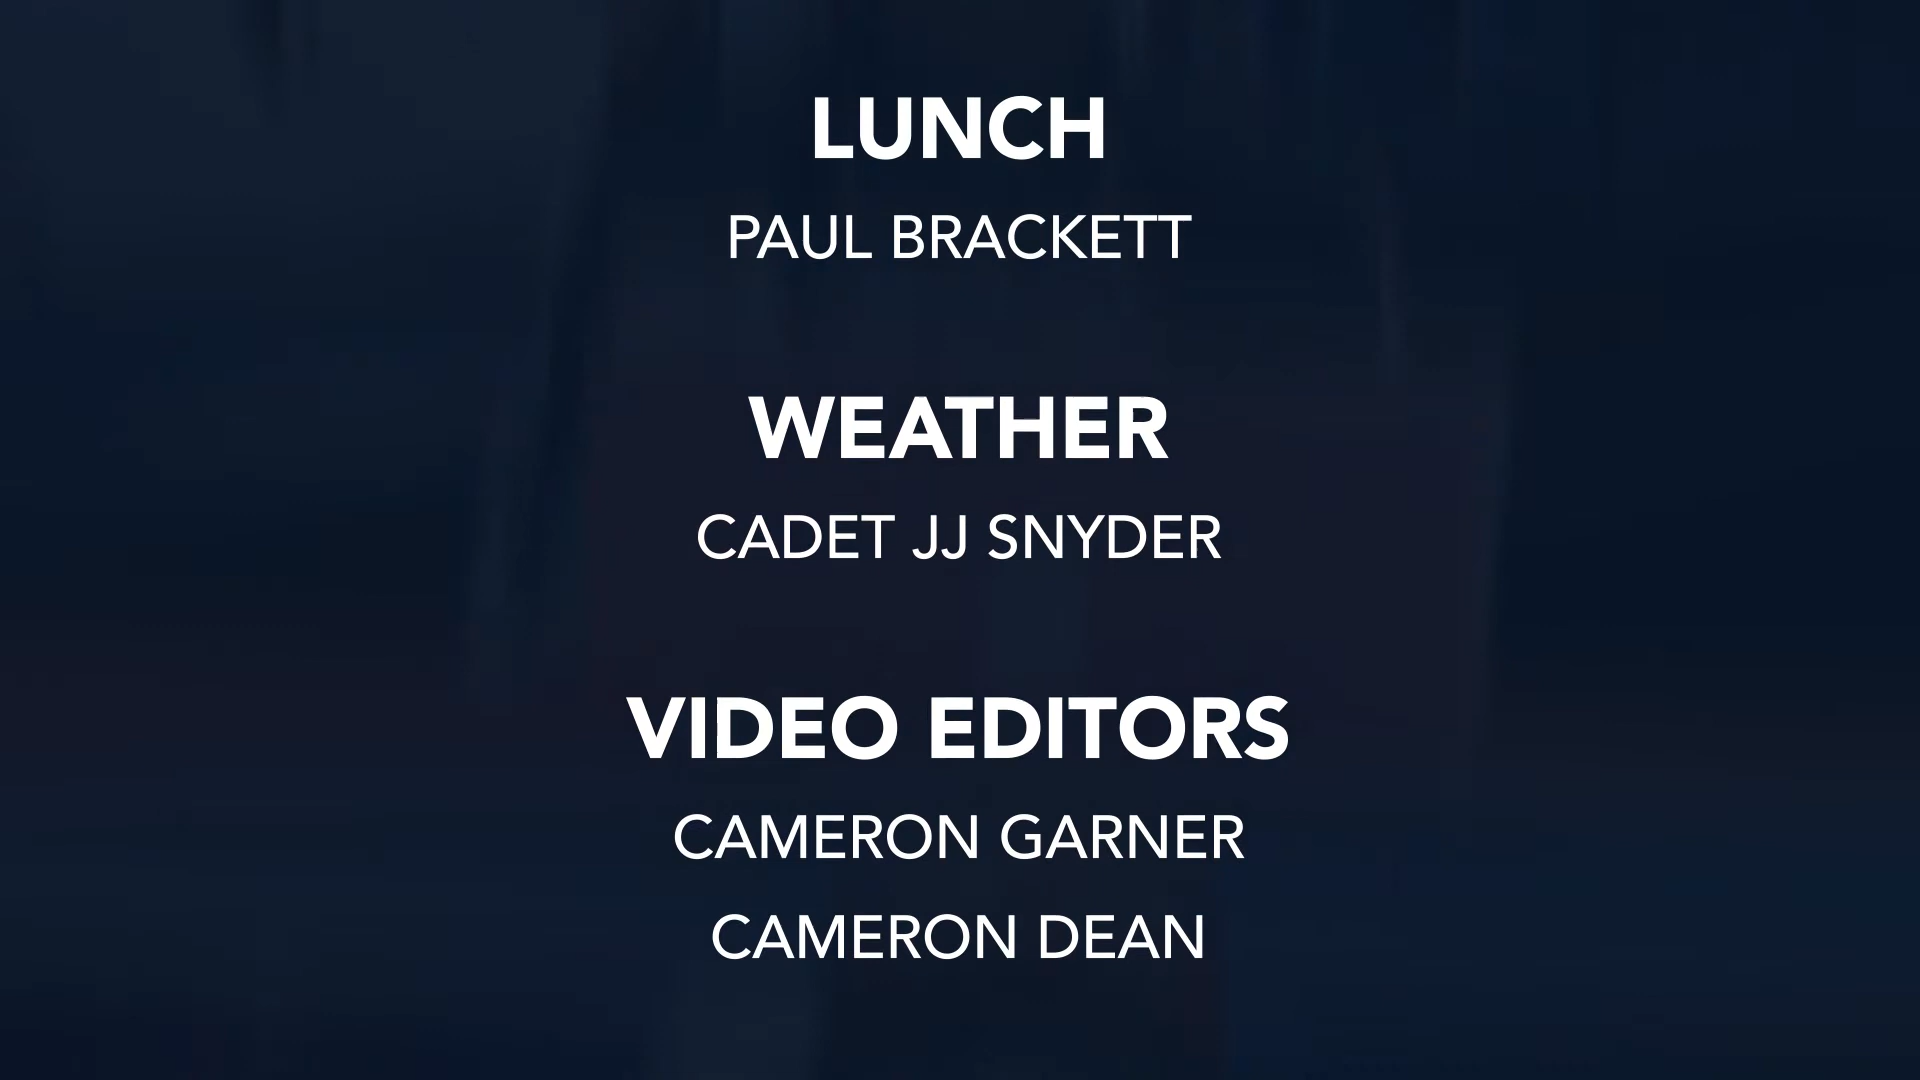 LUNCH
PAUL BRACKETT
WEATHER
CADET JJ SNYDER
VIDEO EDITORS
CAMERON GARNER
CAMERON DEAN